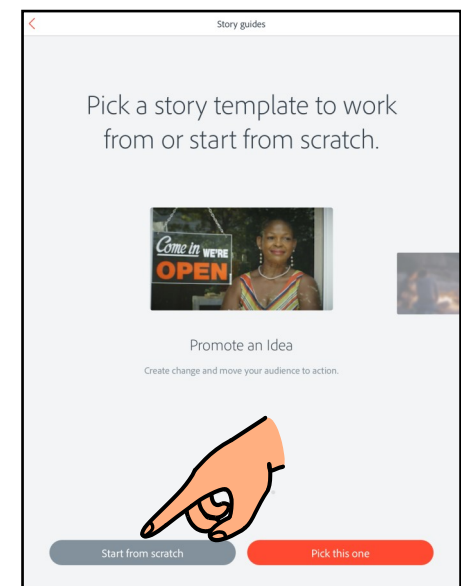 Story guides
Pick a story template to work
from or start from scratch.
Come in WE'RE
OPEN
Promote an Idea
Create change and move your audience to action.
Start from scratch
Pick this one